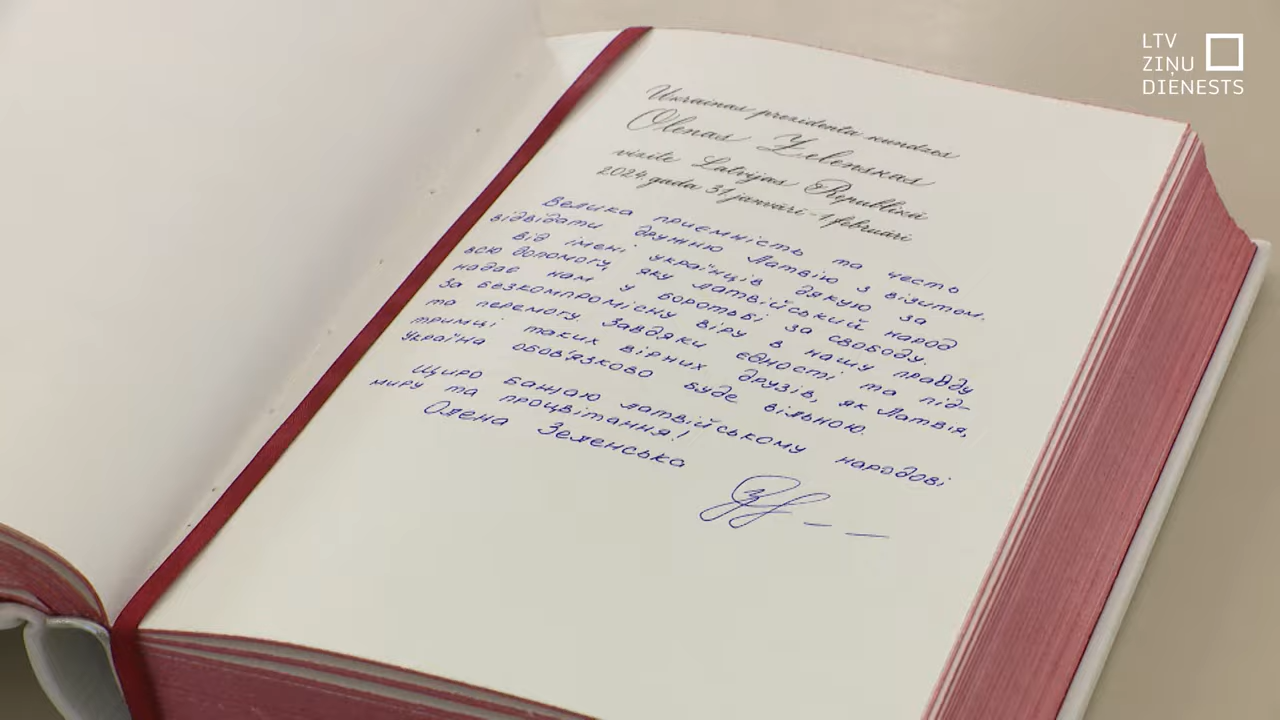 LTV
ZIŅU
DIENESTS
Ukrainas prezidenta kundzes
Olenas Zelenskas
vizīte Latvijas Republikā
2024. gada 31. janvārī - 1. februārī
Велика приємність та честь
відвідати дружню Латвію з візитом.
Від імені українців дякую за
всю допомогу, яку латвійський народ
надає нам у боротьбі за свободу.
За безкомпромісну віру в нашу правду
та перемогу. Завдяки єдності та під-
тримці таких вірних друзів, як Латвія,
Україна обов'язково буде вільною.
Щиро бажаю латвійському народові
миру та процвітання!
Олена Зеленська